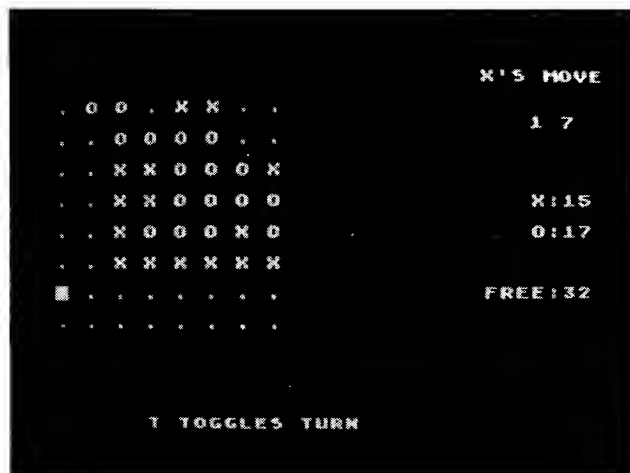 X'S MOVE
. O O . X X . .
1 7
. . O O O O . .
. . X X O O O X
. . X X O O O O
X:15
. . X O O O X O
O:17
. . X X X X X X
■ . . . . . . .
FREE:32
. . . . . . . .
T TOGGLES TURN